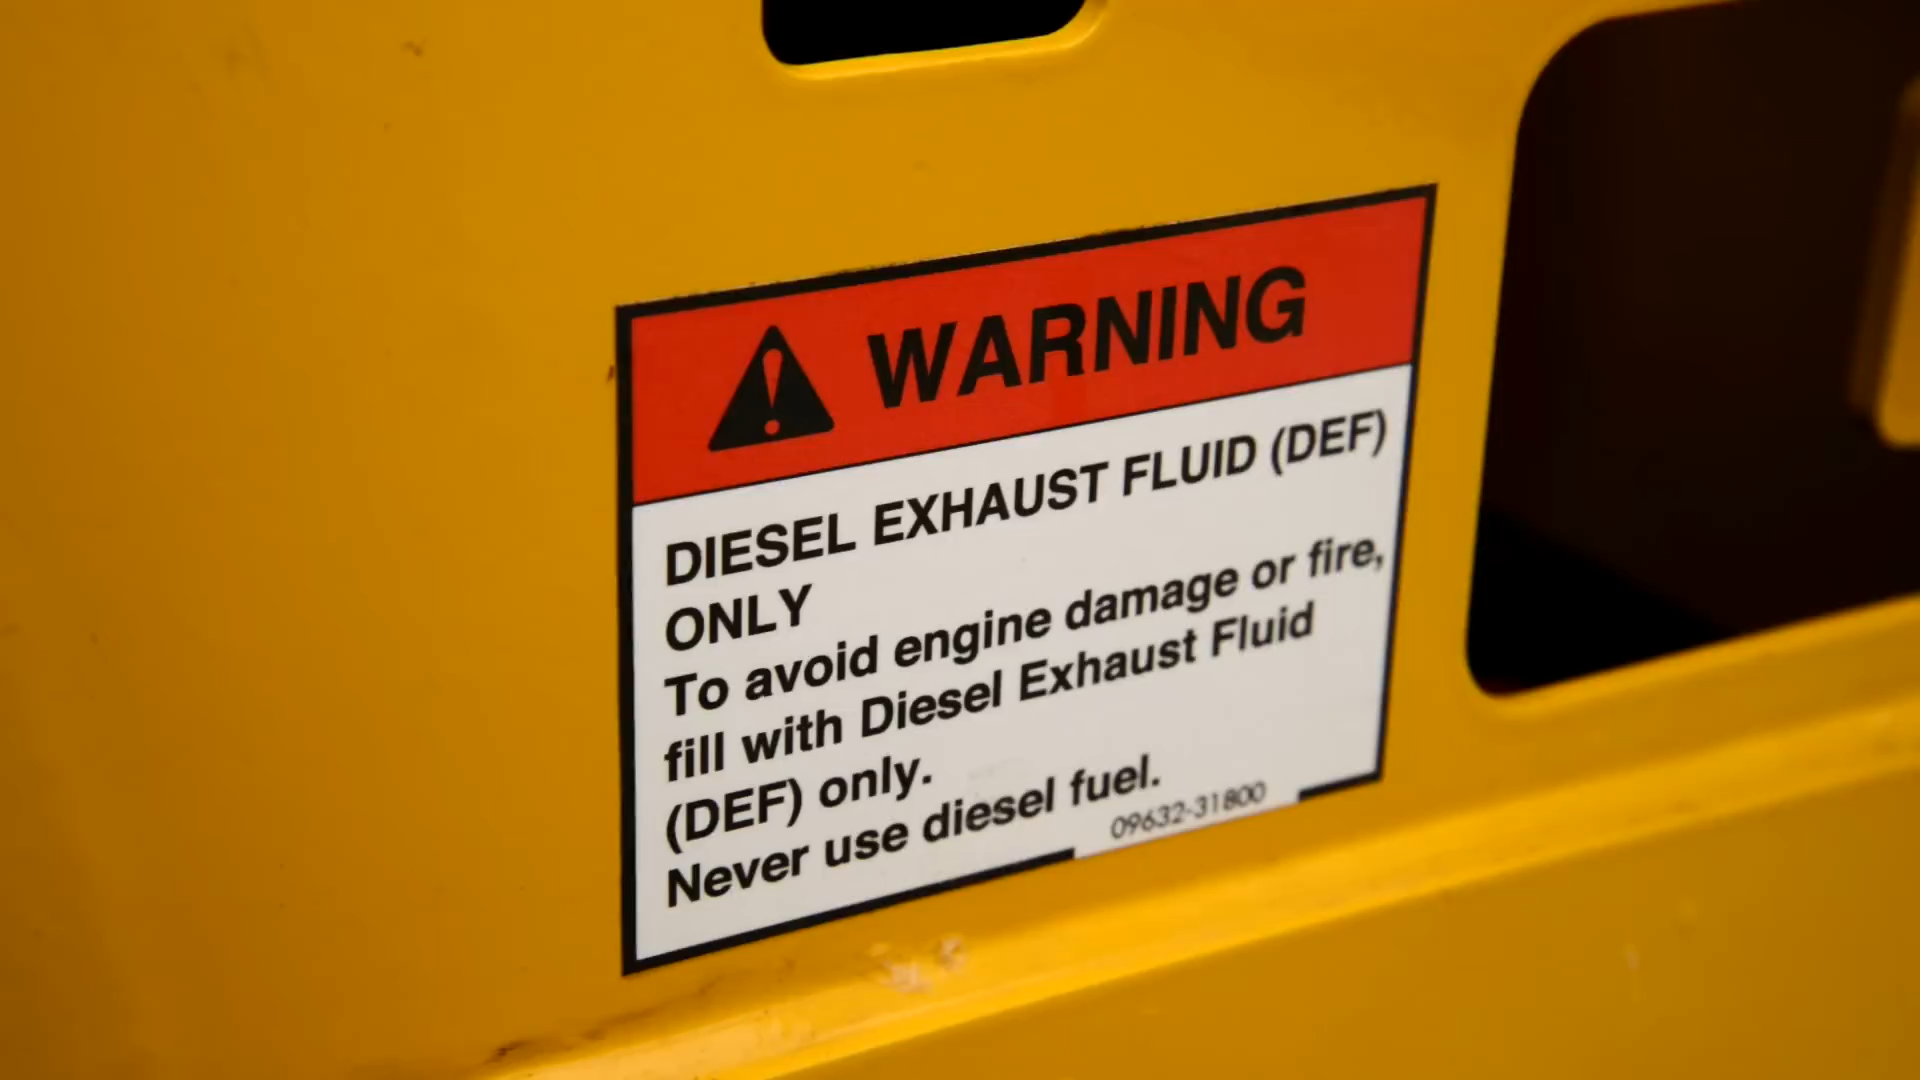 WARNING
DIESEL EXHAUST FLUID (DEF)
ONLY
To avoid engine damage or fire,
fill with Diesel Exhaust Fluid
(DEF) only.
Never use diesel fuel.
09632-31800